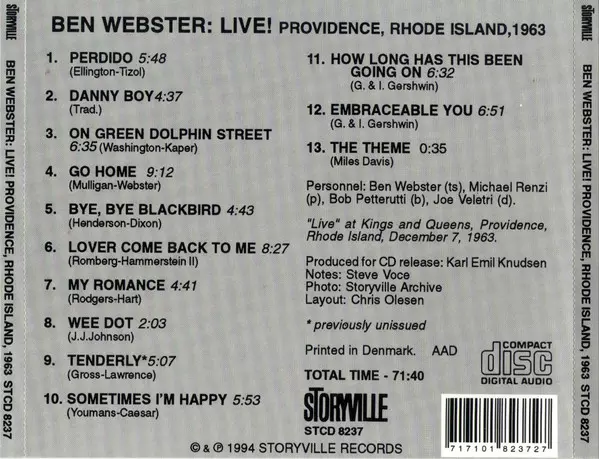 STORYVILLE
BEN WEBSTER: LIVE! PROVIDENCE, RHODE ISLAND, 1963 STCD 8237
BEN WEBSTER: LIVE! PROVIDENCE, RHODE ISLAND,1963
1. PERDIDO 5:48
(Ellington-Tizol)
2. DANNY BOY4:37
(Trad.)
3. ON GREEN DOLPHIN STREET
6:35 (Washington-Kaper)
4. GO HOME 9:12
(Mulligan-Webster)
5. BYE, BYE BLACKBIRD 4:43
(Henderson-Dixon)
6. LOVER COME BACK TO ME 8:27
(Romberg-Hammerstein II)
7. MY ROMANCE 4:41
(Rodgers-Hart)
8. WEE DOT 2:03
(J.J.Johnson)
9. TENDERLY*5:07
(Gross-Lawrence)
10. SOMETIMES I'M HAPPY 5:53
(Youmans-Caesar)
11. HOW LONG HAS THIS BEEN
GOING ON 6:32
(G. & I. Gershwin)
12. EMBRACEABLE YOU 6:51
(G. & I. Gershwin)
13. THE THEME 0:35
(Miles Davis)
Personnel: Ben Webster (ts), Michael Renzi
(p), Bob Petterutti (b), Joe Veletri (d).
"Live" at Kings and Queens, Providence,
Rhode Island, December 7, 1963.
Produced for CD release: Karl Emil Knudsen
Notes: Steve Voce
Photo: Storyville Archive
Layout: Chris Olesen
* previously unissued
Printed in Denmark. AAD
TOTAL TIME - 71:40
COMPACT
disc
DIGITAL AUDIO
STORYVILLE
STCD 8237
7 17101 82372 7
© & ℗ 1994 STORYVILLE RECORDS
STORYVILLE
BEN WEBSTER: LIVE! PROVIDENCE, RHODE ISLAND, 1963 STCD 8237